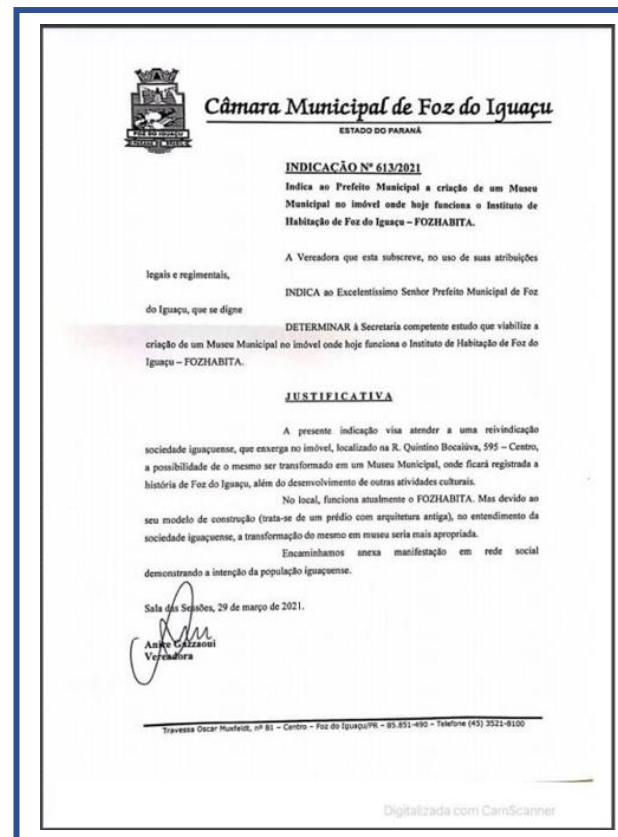 FOZ DO IGUAÇU
Câmara Municipal de Foz do Iguaçu
ESTADO DO PARANÁ
INDICAÇÃO Nº 613/2021
Indica ao Prefeito Municipal a criação de um Museu
Municipal no imóvel onde hoje funciona o Instituto de
Habitação de Foz do Iguaçu – FOZHABITA.
A Vereadora que esta subscreve, no uso de suas atribuições
legais e regimentais,
INDICA ao Excelentíssimo Senhor Prefeito Municipal de Foz
do Iguaçu, que se digne
DETERMINAR à Secretaria competente estudo que viabilize a
criação de um Museu Municipal no imóvel onde hoje funciona o Instituto de Habitação de Foz do
Iguaçu – FOZHABITA.
JUSTIFICATIVA
A presente indicação visa atender a uma reivindicação
sociedade iguaçuense, que enxerga no imóvel, localizado na R. Quintino Bocaiúva, 595 – Centro,
a possibilidade de o mesmo ser transformado em um Museu Municipal, onde ficará registrada a
história de Foz do Iguaçu, além do desenvolvimento de outras atividades culturais.
No local, funciona atualmente o FOZHABITA. Mas devido ao
seu modelo de construção (trata-se de um prédio com arquitetura antiga), no entendimento da
sociedade iguaçuense, a transformação do mesmo em museu seria mais apropriada.
Encaminhamos anexa manifestação em rede social
demonstrando a intenção da população iguaçuense.
Sala das Sessões, 29 de março de 2021.
Anice Gazzaoui
Vereadora
Travessa Oscar Muxfeldt, nº 81 – Centro – Foz do Iguaçu/PR – 85.851-490 – Telefone (45) 3521-8100
Digitalizada com CamScanner